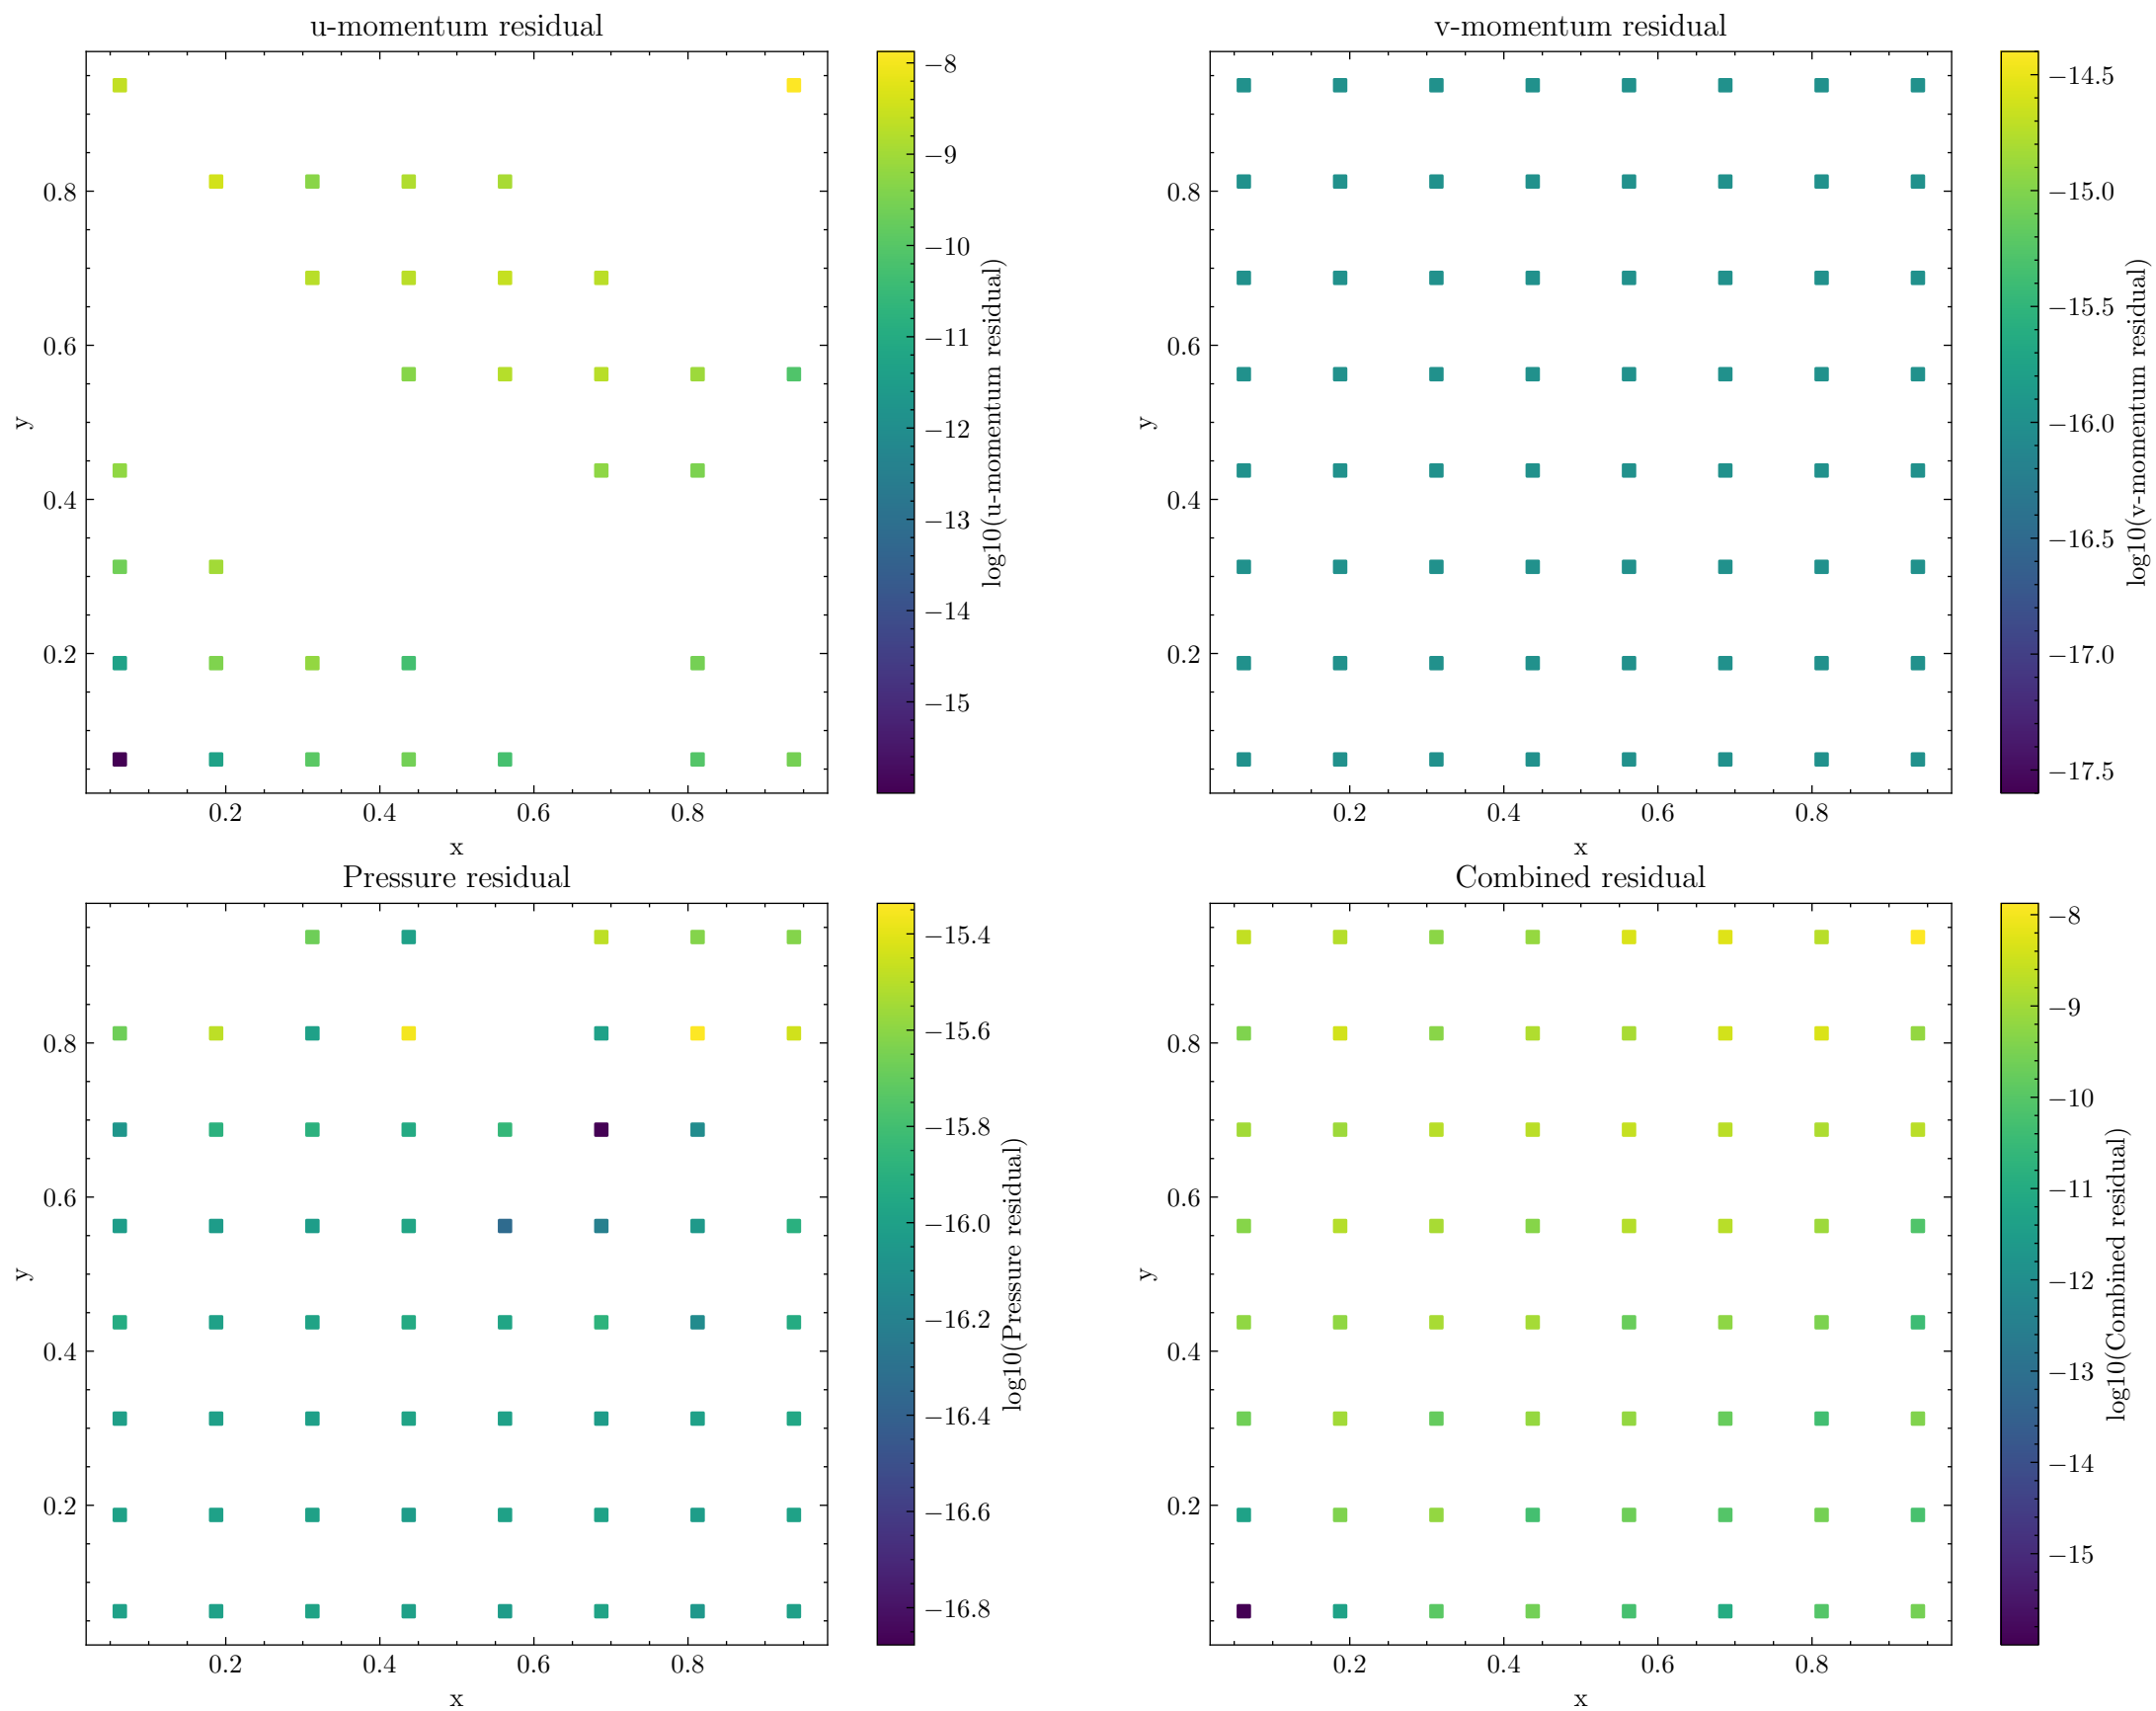 u-momentum residual
0.8
0.6
0.4
0.2
y
0.2 0.4 0.6 0.8
x
−8
−9
−10
−11
−12
−13
−14
−15
log10(u-momentum residual)
v-momentum residual
0.8
0.6
0.4
0.2
y
0.2 0.4 0.6 0.8
x
−14.5
−15.0
−15.5
−16.0
−16.5
−17.0
−17.5
log10(v-momentum residual)
Pressure residual
0.8
0.6
0.4
0.2
y
0.2 0.4 0.6 0.8
x
−15.4
−15.6
−15.8
−16.0
−16.2
−16.4
−16.6
−16.8
log10(Pressure residual)
Combined residual
0.8
0.6
0.4
0.2
y
0.2 0.4 0.6 0.8
x
−8
−9
−10
−11
−12
−13
−14
−15
log10(Combined residual)